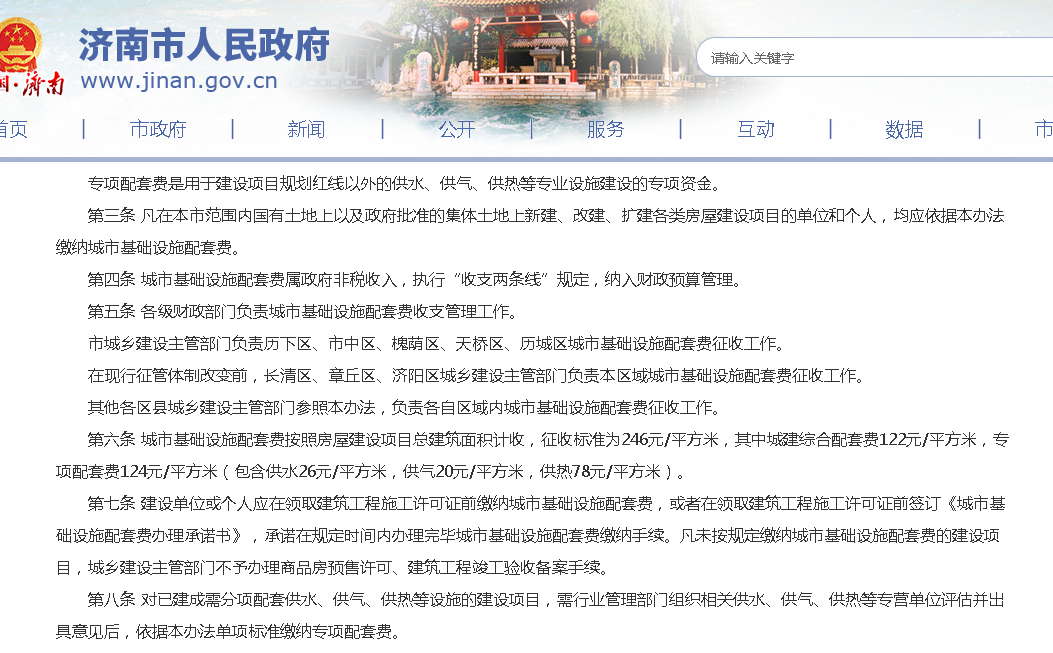 济南市人民政府
www.jinan.gov.cn
请输入关键字
国·济南
首页 | 市政府 | 新闻 | 公开 | 服务 | 互动 | 数据 | 市
专项配套费是用于建设项目规划红线以外的供水、供气、供热等专业设施建设的专项资金。
第三条 凡在本市范围内国有土地上以及政府批准的集体土地上新建、改建、扩建各类房屋建设项目的单位和个人，均应依据本办法
缴纳城市基础设施配套费。
第四条 城市基础设施配套费属政府非税收入，执行“收支两条线”规定，纳入财政预算管理。
第五条 各级财政部门负责城市基础设施配套费收支管理工作。
市城乡建设主管部门负责历下区、市中区、槐荫区、天桥区、历城区城市基础设施配套费征收工作。
在现行征管体制改变前，长清区、章丘区、济阳区城乡建设主管部门负责本区域城市基础设施配套费征收工作。
其他各区县城乡建设主管部门参照本办法，负责各自区域内城市基础设施配套费征收工作。
第六条 城市基础设施配套费按照房屋建设项目总建筑面积计收，征收标准为246元/平方米，其中城建综合配套费122元/平方米，专
项配套费124元/平方米（包含供水26元/平方米，供气20元/平方米，供热78元/平方米）。
第七条 建设单位或个人应在领取建筑工程施工许可证前缴纳城市基础设施配套费，或者在领取建筑工程施工许可证前签订《城市基
础设施配套费办理承诺书》，承诺在规定时间内办理完毕城市基础设施配套费缴纳手续。凡未按规定缴纳城市基础设施配套费的建设项
目，城乡建设主管部门不予办理商品房预售许可、建筑工程竣工验收备案手续。
第八条 对已建成需分项配套供水、供气、供热等设施的建设项目，需行业管理部门组织相关供水、供气、供热等专营单位评估并出
具意见后，依据本办法单项标准缴纳专项配套费。